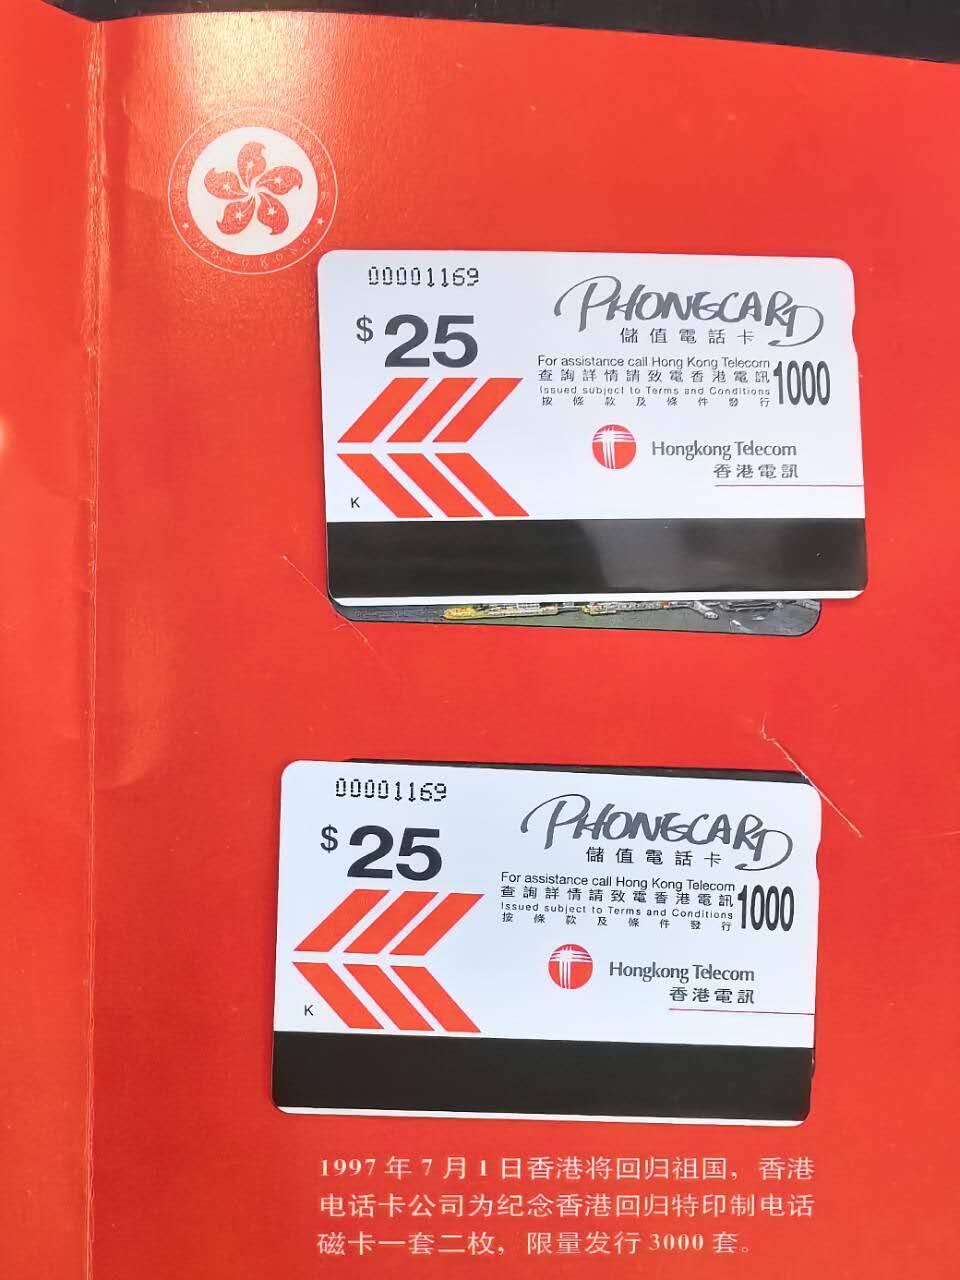 HONG KONG
00001169
$25
PHONECARD
儲值電話卡
For assistance call Hong Kong Telecom
查詢詳情請致電香港電訊
Issued subject to Terms and Conditions
按條款及條件發行
1000
Hongkong Telecom
香港電訊
K
00001169
$25
PHONECARD
儲值電話卡
For assistance call Hong Kong Telecom
查詢詳情請致電香港電訊
Issued subject to Terms and Conditions
按條款及條件發行
1000
Hongkong Telecom
香港電訊
K
1997年7月1日香港将回归祖国，香港
电话卡公司为纪念香港回归特印制电话
磁卡一套二枚，限量发行3000套。